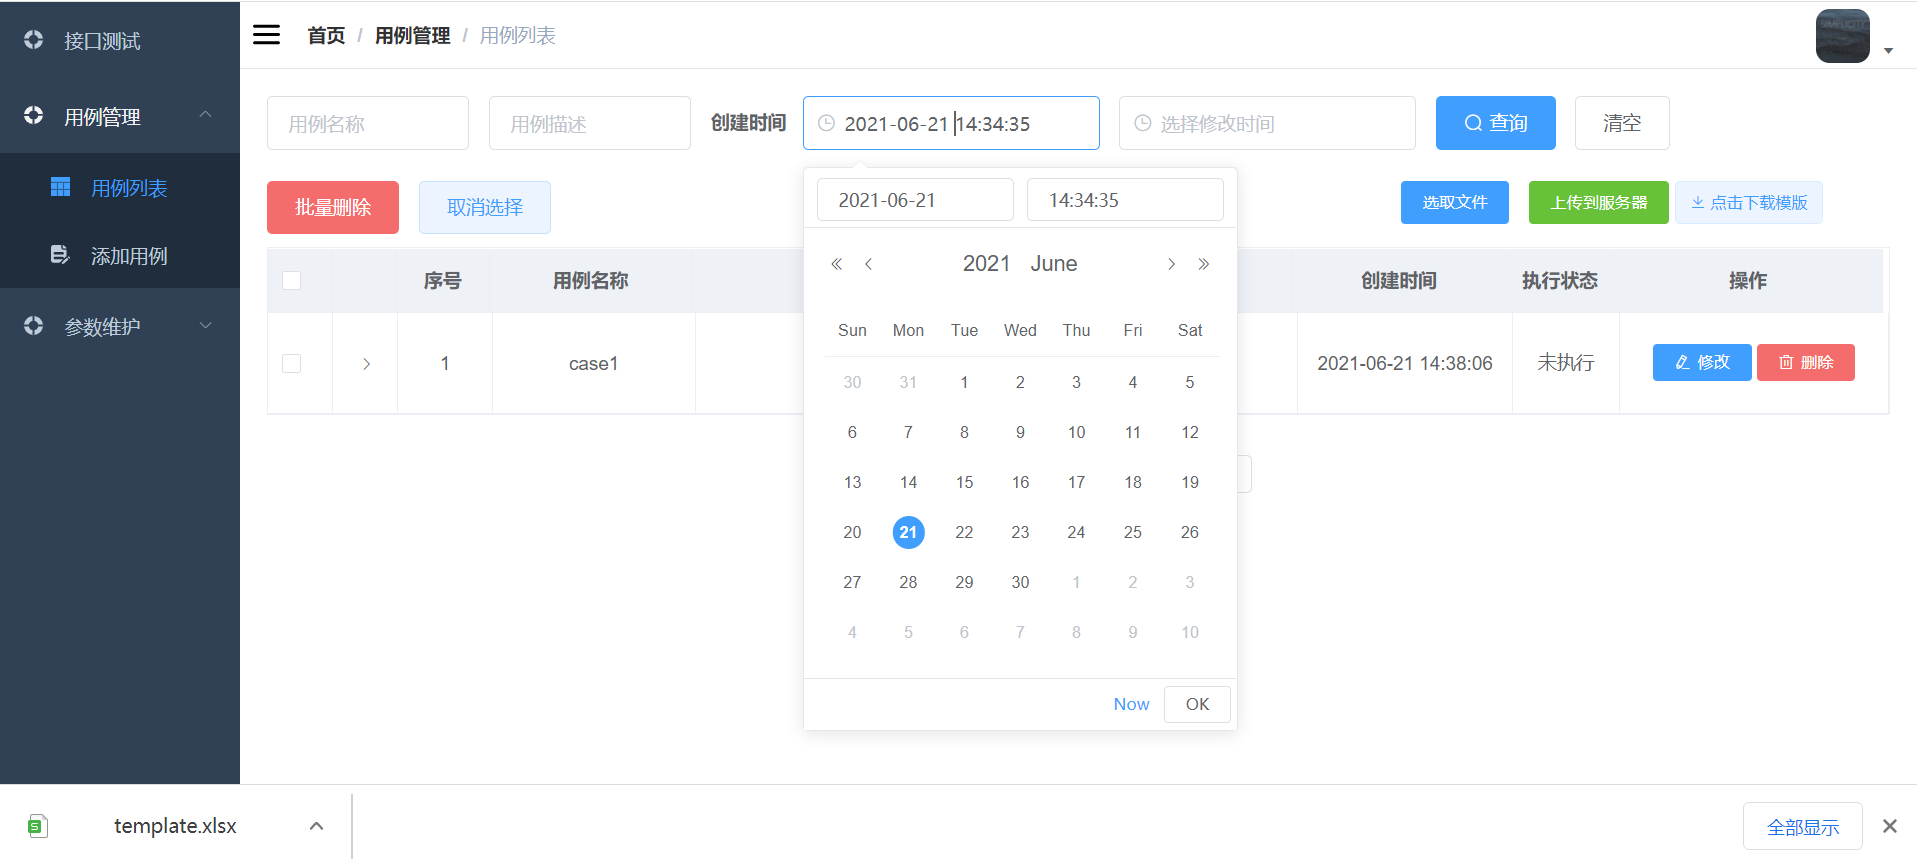 接口测试
用例管理
用例列表
添加用例
参数维护
首页 / 用例管理 / 用例列表
用例名称
用例描述
创建时间
2021-06-21 14:34:35
选择修改时间
查询
清空
批量删除
取消选择
选取文件
上传到服务器
点击下载模版
2021-06-21
14:34:35
2021 June
Sun Mon Tue Wed Thu Fri Sat
30 31 1 2 3 4 5
6 7 8 9 10 11 12
13 14 15 16 17 18 19
20 21 22 23 24 25 26
27 28 29 30 1 2 3
4 5 6 7 8 9 10
Now OK
序号 用例名称 创建时间 执行状态 操作
1 case1 2021-06-21 14:38:06 未执行 修改 删除
template.xlsx
全部显示